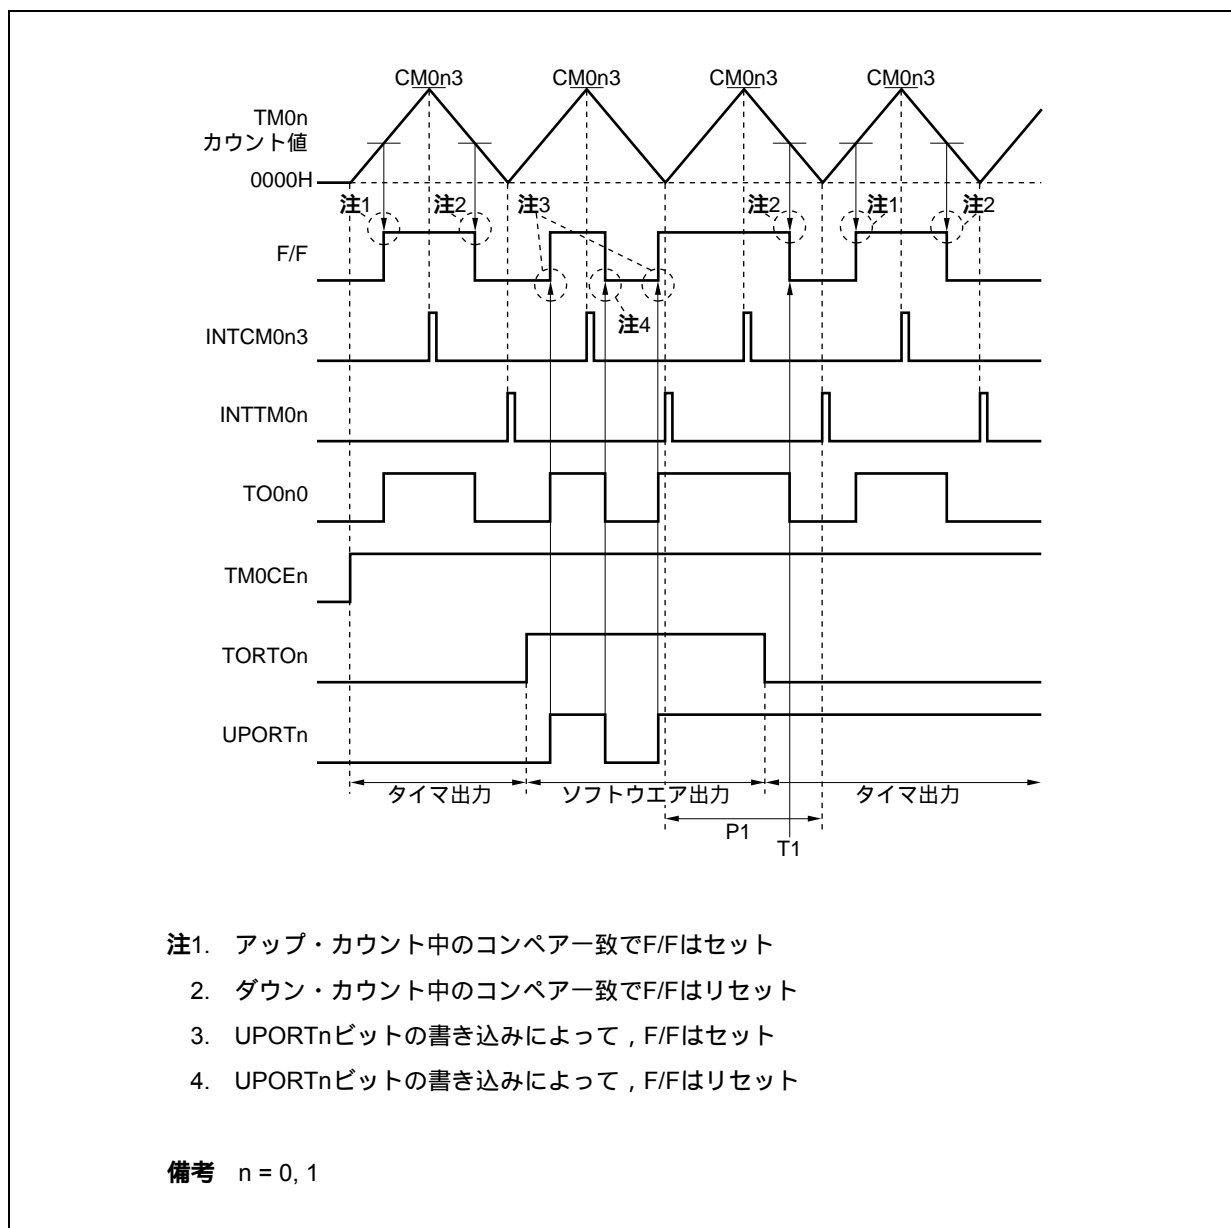 CM0n3 CM0n3 CM0n3 CM0n3
TM0n
カウント値
0000H
注1 注2 注3 注2 注1 注2
F/F
注4
INTCM0n3
INTTM0n
TO0n0
TM0CEn
TORTOn
UPORTn
タイマ出力 ソフトウエア出力 タイマ出力
P1
T1
注1. アップ・カウント中のコンペア一致でF/Fはセット
2. ダウン・カウント中のコンペア一致でF/Fはリセット
3. UPORTnビットの書き込みによって，F/Fはセット
4. UPORTnビットの書き込みによって，F/Fはリセット
備考 n = 0, 1